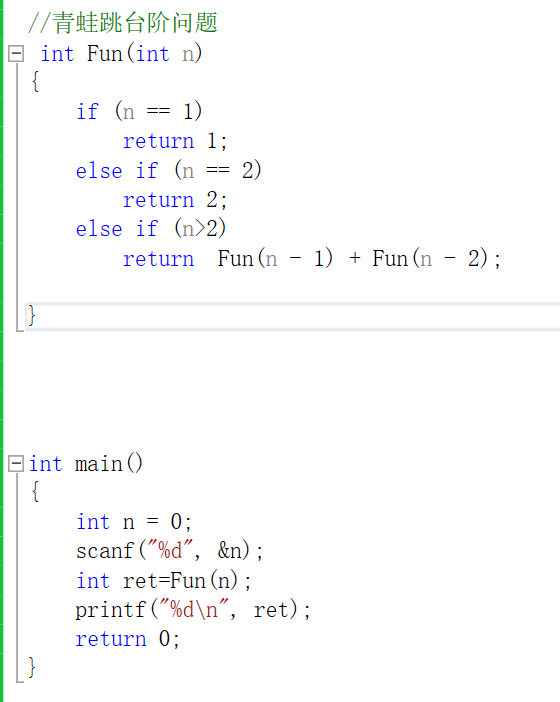 //青蛙跳台阶问题
int Fun(int n)
{
    if (n == 1)
        return 1;
    else if (n == 2)
        return 2;
    else if (n>2)
        return  Fun(n - 1) + Fun(n - 2);
}
int main()
{
    int n = 0;
    scanf("%d", &n);
    int ret=Fun(n);
    printf("%d\n", ret);
    return 0;
}